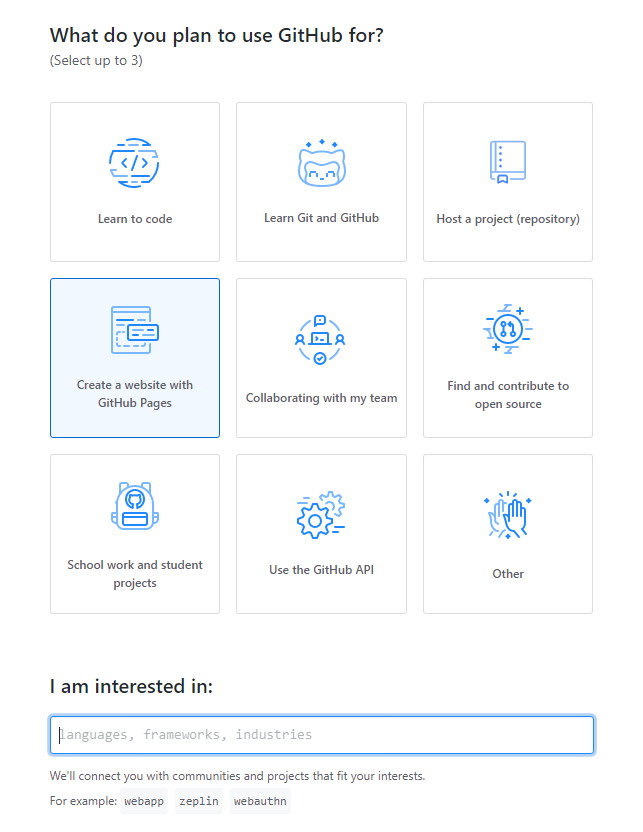 What do you plan to use GitHub for?
(Select up to 3)
Learn to code
Learn Git and GitHub
Host a project (repository)
Create a website with
GitHub Pages
Collaborating with my team
Find and contribute to
open source
School work and student
projects
Use the GitHub API
Other
I am interested in:
languages, frameworks, industries
We'll connect you with communities and projects that fit your interests.
For example: webapp zeplin webauthn